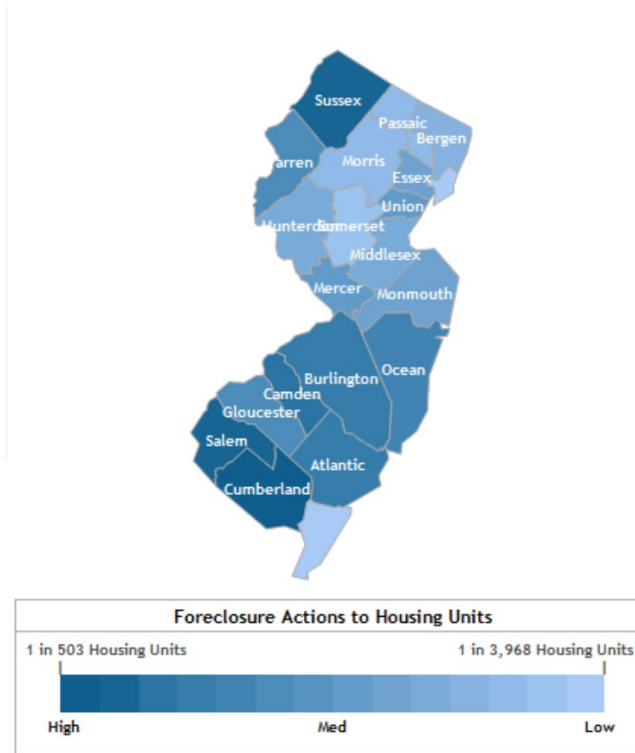 Sussex
Passaic
Bergen
arren
Morris
Essex
Union
Hunterdon
Somerset
Middlesex
Mercer
Monmouth
Ocean
Burlington
Camden
Gloucester
Salem
Atlantic
Cumberland
Foreclosure Actions to Housing Units
1 in 503 Housing Units 1 in 3,968 Housing Units
High Med Low